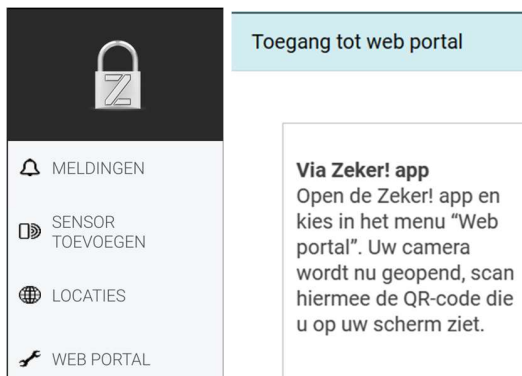 Z
MELDINGEN
SENSOR
TOEVOEGEN
LOCATIES
WEB PORTAL
Toegang tot web portal
Via Zeker! app
Open de Zeker! app en
kies in het menu “Web
portal”. Uw camera
wordt nu geopend, scan
hiermee de QR-code die
u op uw scherm ziet.